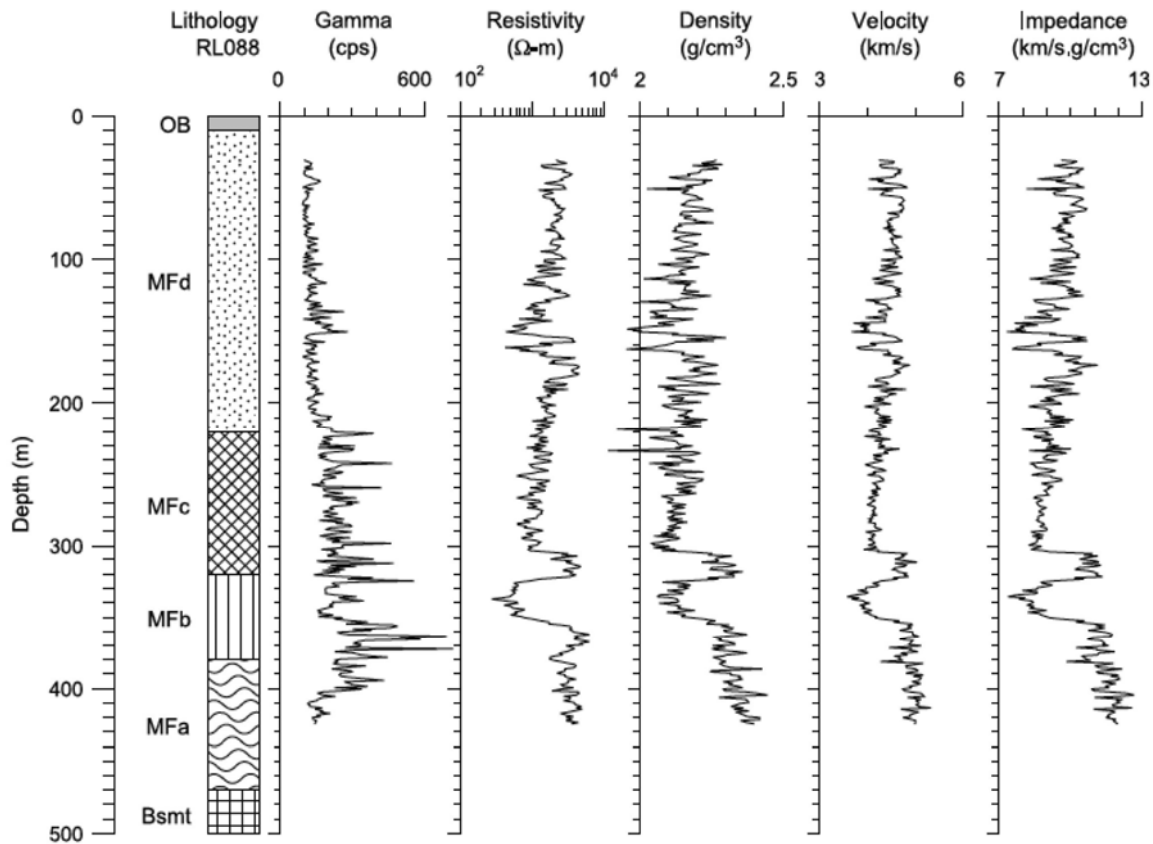 Lithology Gamma Resistivity Density Velocity Impedance
RL088 (cps) (Ω-m) (g/cm³) (km/s) (km/s,g/cm³)
0 600 10² 10⁴ 2 2.5 3 6 7 13
0 OB
100
MFd
200
MFc
300
MFb
400
MFa
Bsmt
500
Depth (m)